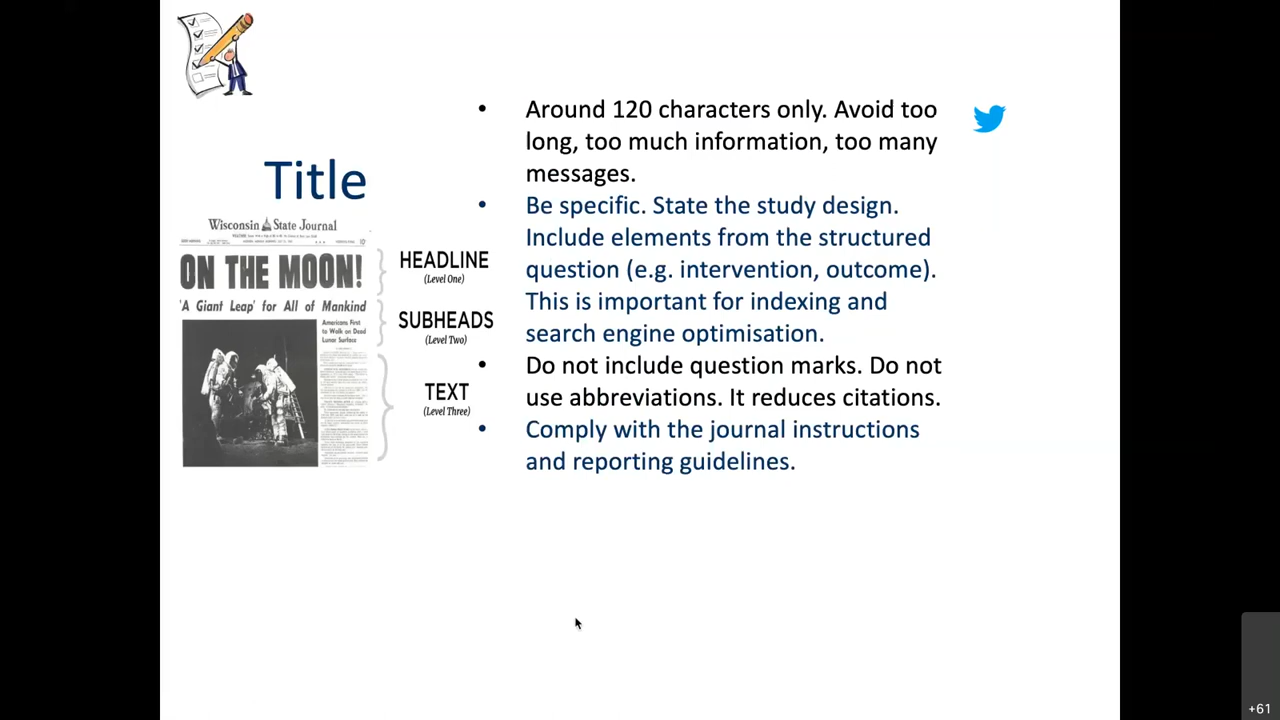 Title
Wisconsin State Journal
ON THE MOON!
'A Giant Leap' for All of Mankind
Americans First
to Walk on Dead
Lunar Surface
HEADLINE
(Level One)
SUBHEADS
(Level Two)
TEXT
(Level Three)
• Around 120 characters only. Avoid too
long, too much information, too many
messages.
• Be specific. State the study design.
Include elements from the structured
question (e.g. intervention, outcome).
This is important for indexing and
search engine optimisation.
• Do not include question marks. Do not
use abbreviations. It reduces citations.
• Comply with the journal instructions
and reporting guidelines.
+61